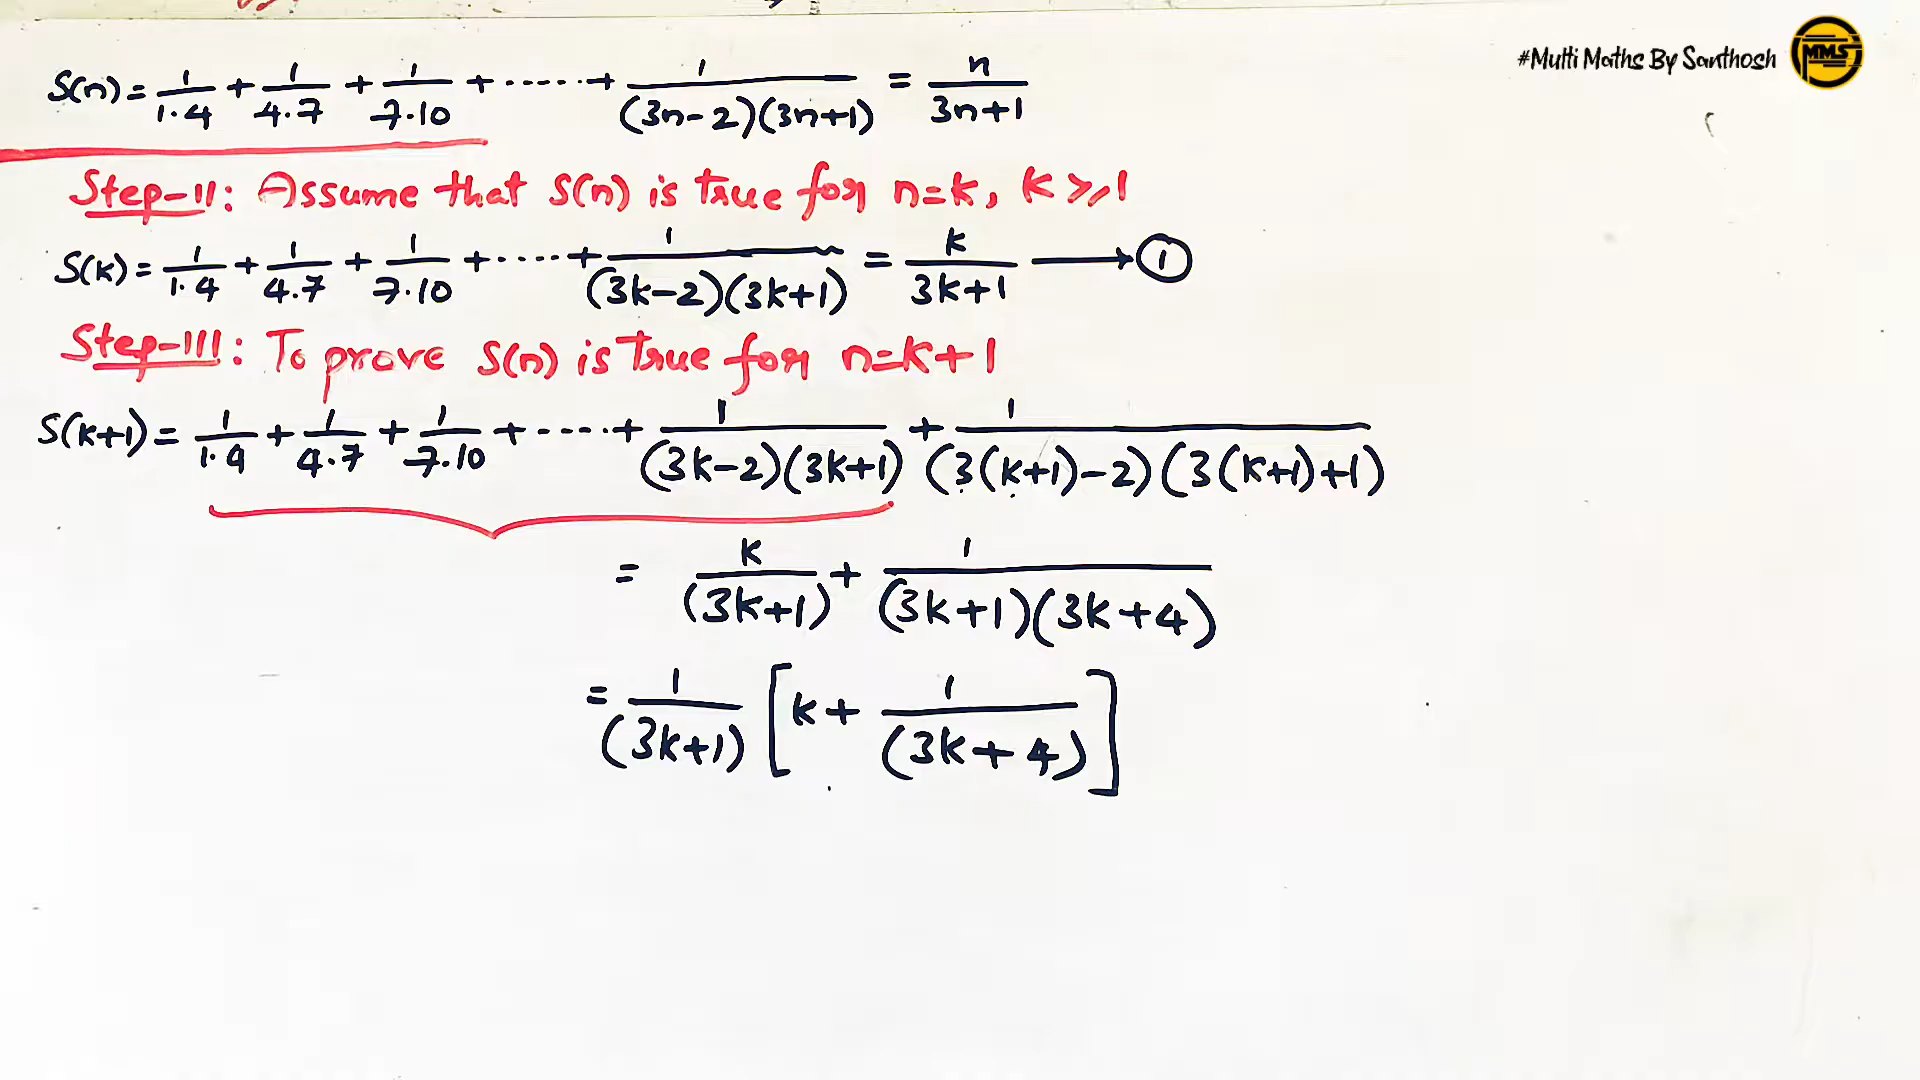 #Multi Maths By Santhosh
MMS
S(n) = 1/1·4 + 1/4·7 + 1/7·10 + ······ + 1/(3n-2)(3n+1) = n/3n+1
Step-II: Assume that S(n) is true for n=k, k≥1
S(k) = 1/1·4 + 1/4·7 + 1/7·10 + ····· + 1/(3k-2)(3k+1) = k/3k+1 → ①
Step-III: To prove S(n) is true for n=k+1
S(k+1) = 1/1·4 + 1/4·7 + 1/7·10 + ····· + 1/(3k-2)(3k+1) + 1/(3(k+1)-2)(3(k+1)+1)
= k/(3k+1) + 1/(3k+1)(3k+4)
= 1/(3k+1) [k + 1/(3k+4)]